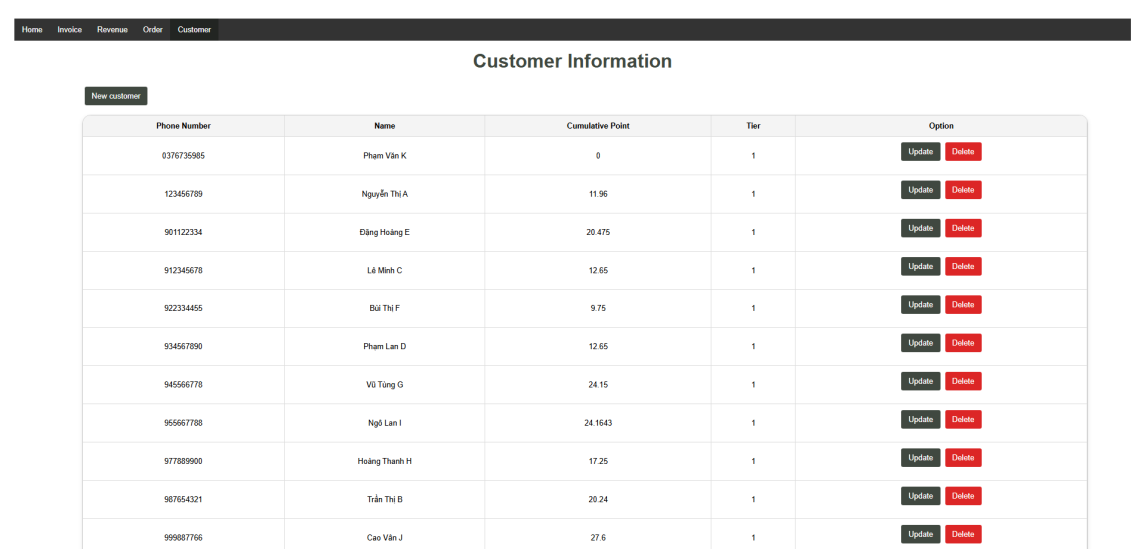 Home Invoice Revenue Order Customer
Customer Information
New customer
Phone Number Name Cumulative Point Tier Option
0376735985 Phạm Văn K 0 1 Update Delete
123456789 Nguyễn Thị A 11.96 1 Update Delete
901122334 Đặng Hoàng E 20.475 1 Update Delete
912345678 Lê Minh C 12.65 1 Update Delete
922334455 Bùi Thị F 9.75 1 Update Delete
934567890 Phạm Lan D 12.65 1 Update Delete
945566778 Vũ Tùng G 24.15 1 Update Delete
955667788 Ngô Lan I 24.1643 1 Update Delete
977889900 Hoàng Thanh H 17.25 1 Update Delete
987654321 Trần Thị B 20.24 1 Update Delete
999887766 Cao Vân J 27.6 1 Update Delete